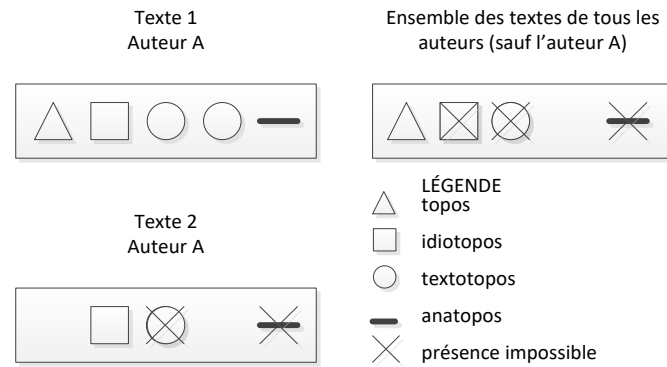 Texte 1
Auteur A
Ensemble des textes de tous les
auteurs (sauf l’auteur A)
Texte 2
Auteur A
LÉGENDE
topos
idiotopos
textotopos
anatopos
présence impossible